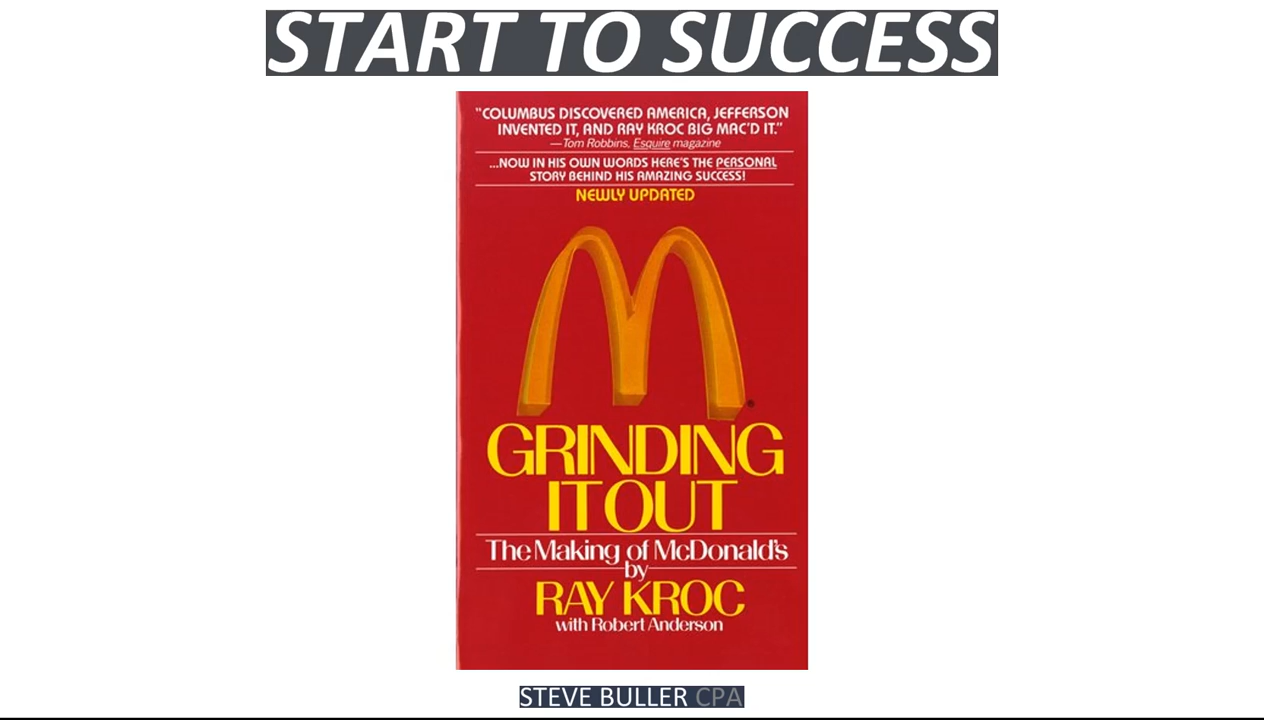 START TO SUCCESS
"COLUMBUS DISCOVERED AMERICA, JEFFERSON
INVENTED IT, AND RAY KROC BIG MAC'D IT."
—Tom Robbins, Esquire magazine
...NOW IN HIS OWN WORDS HERE'S THE PERSONAL
STORY BEHIND HIS AMAZING SUCCESS!
NEWLY UPDATED
M
®
GRINDING
IT OUT
The Making of McDonald's
by
RAY KROC
with Robert Anderson
STEVE BULLER CPA